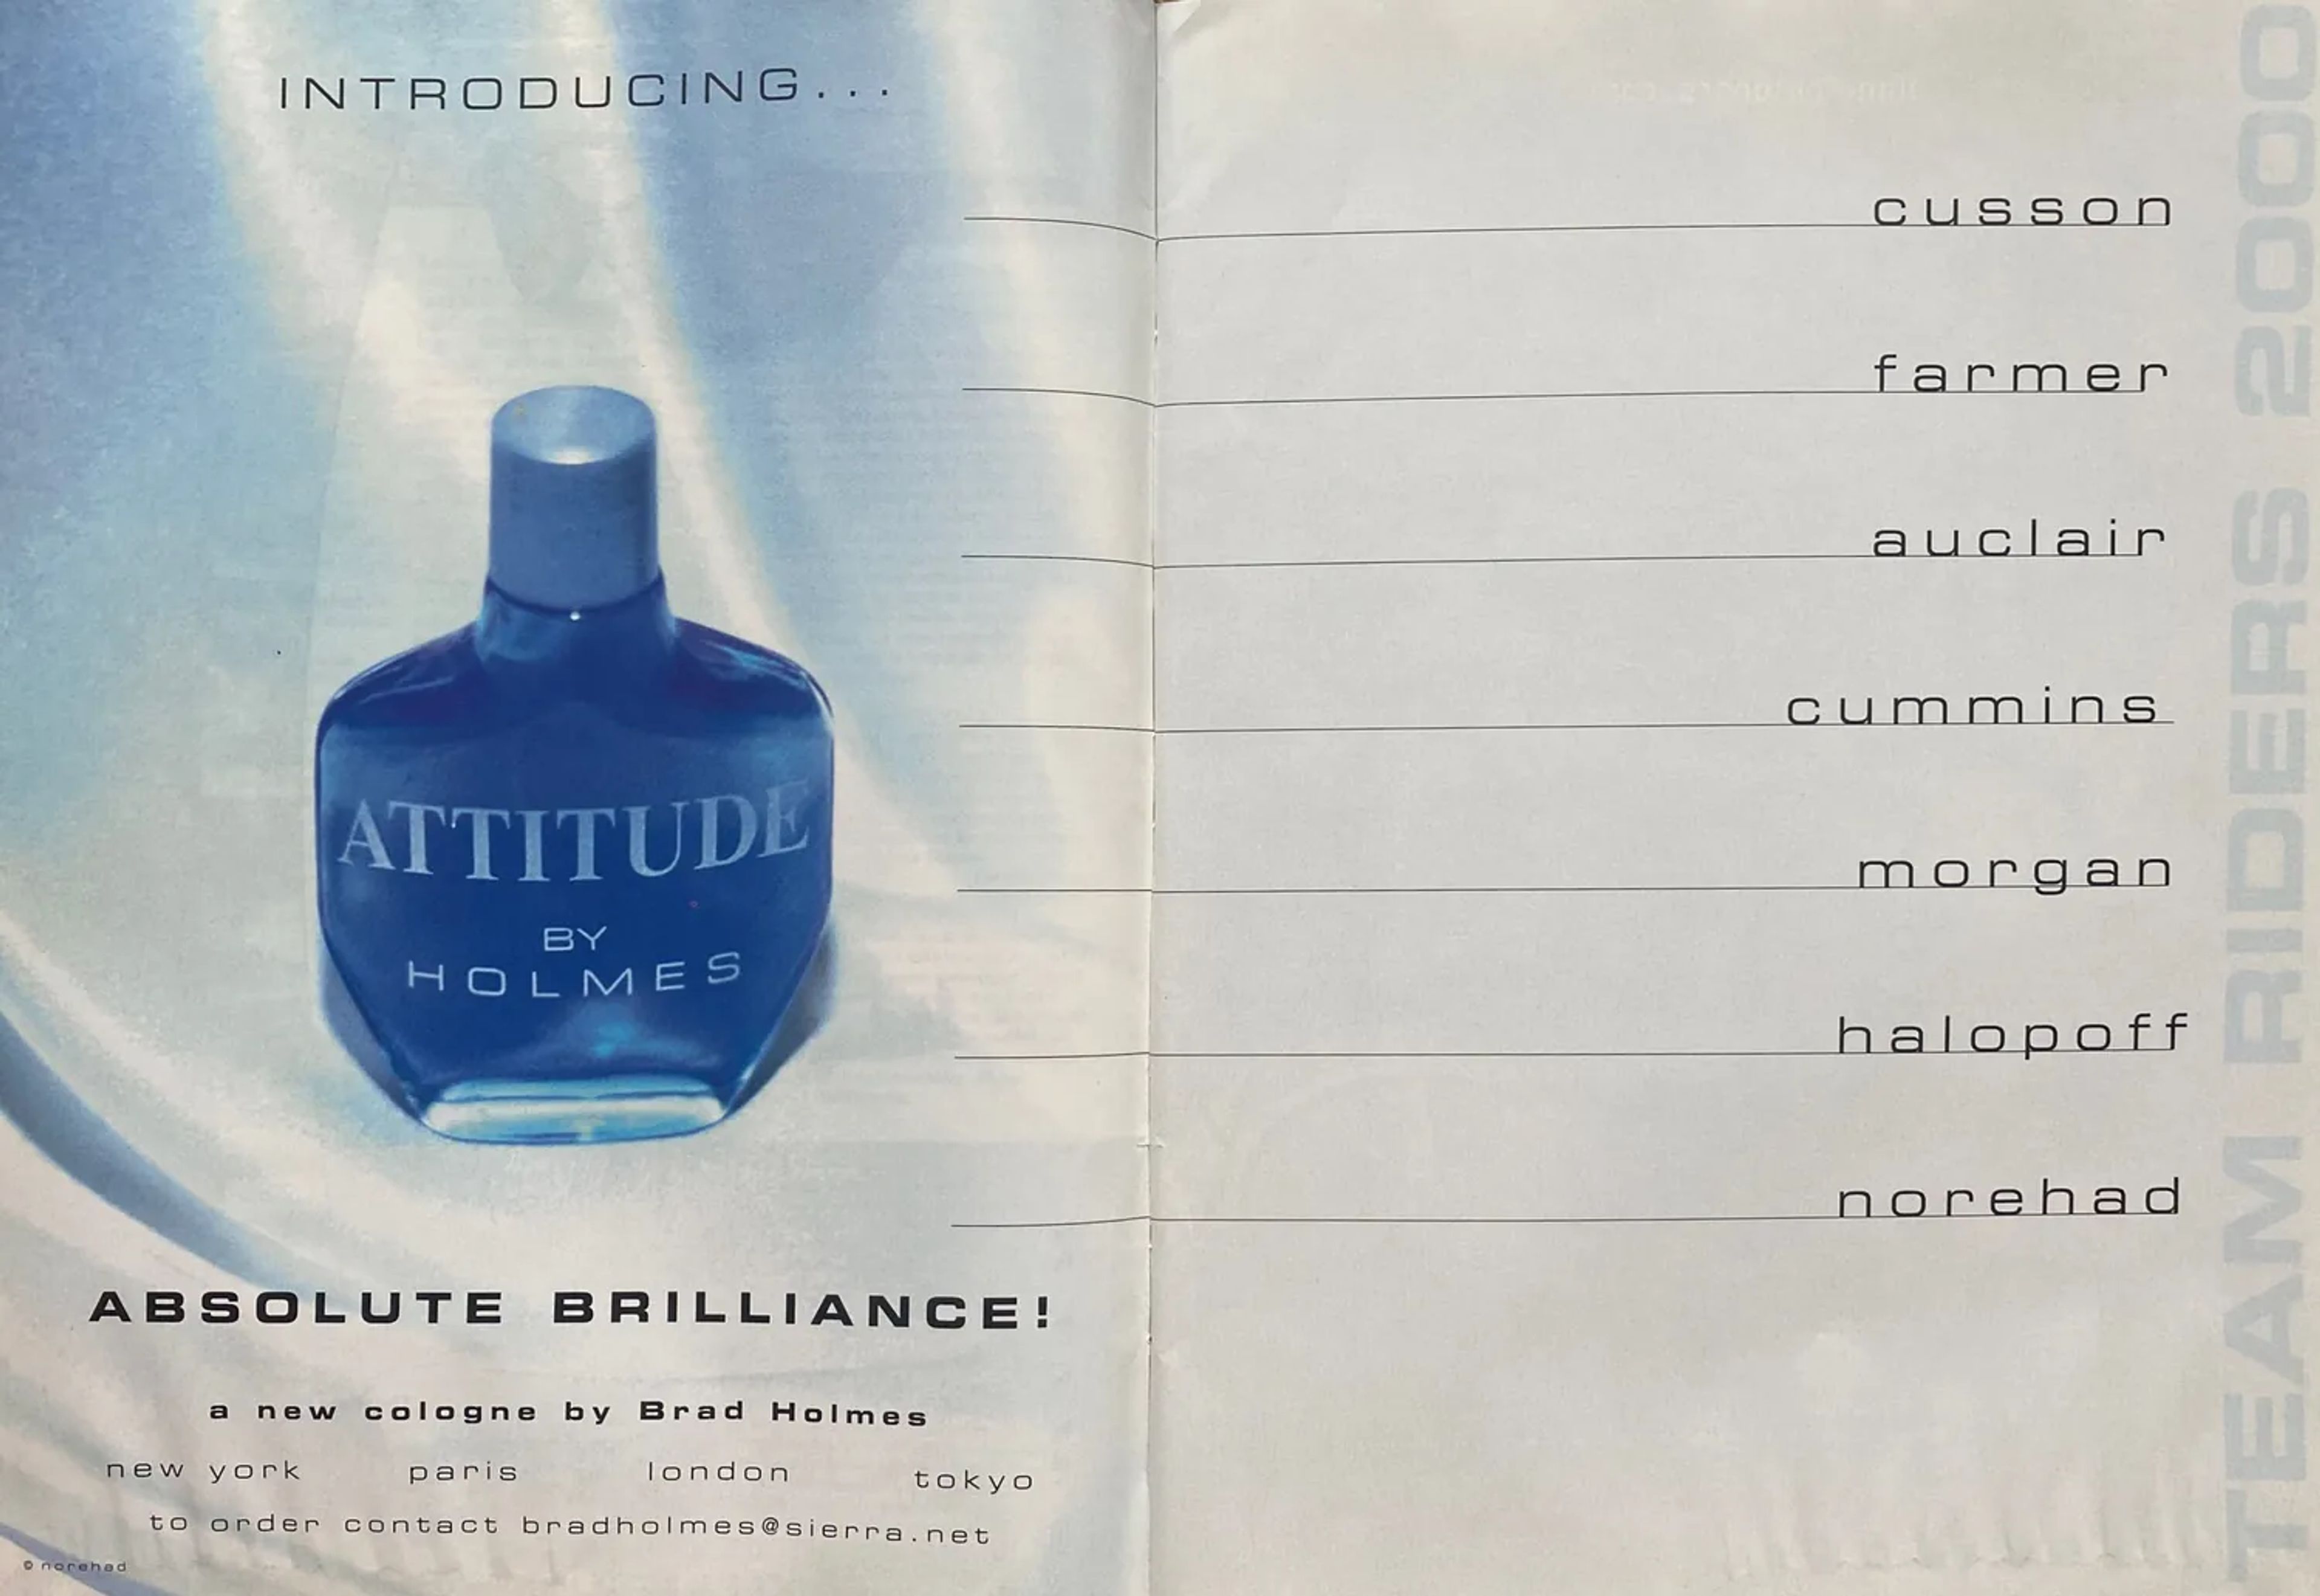 INTRODUCING...
ATTITUDE
BY
HOLMES
ABSOLUTE BRILLIANCE!
a new cologne by Brad Holmes
new york paris london tokyo
to order contact bradholmes@sierra.net
© norehad
cusson
farmer
auclair
cummins
morgan
halopoff
norehad
TEAM RIDERS 2000